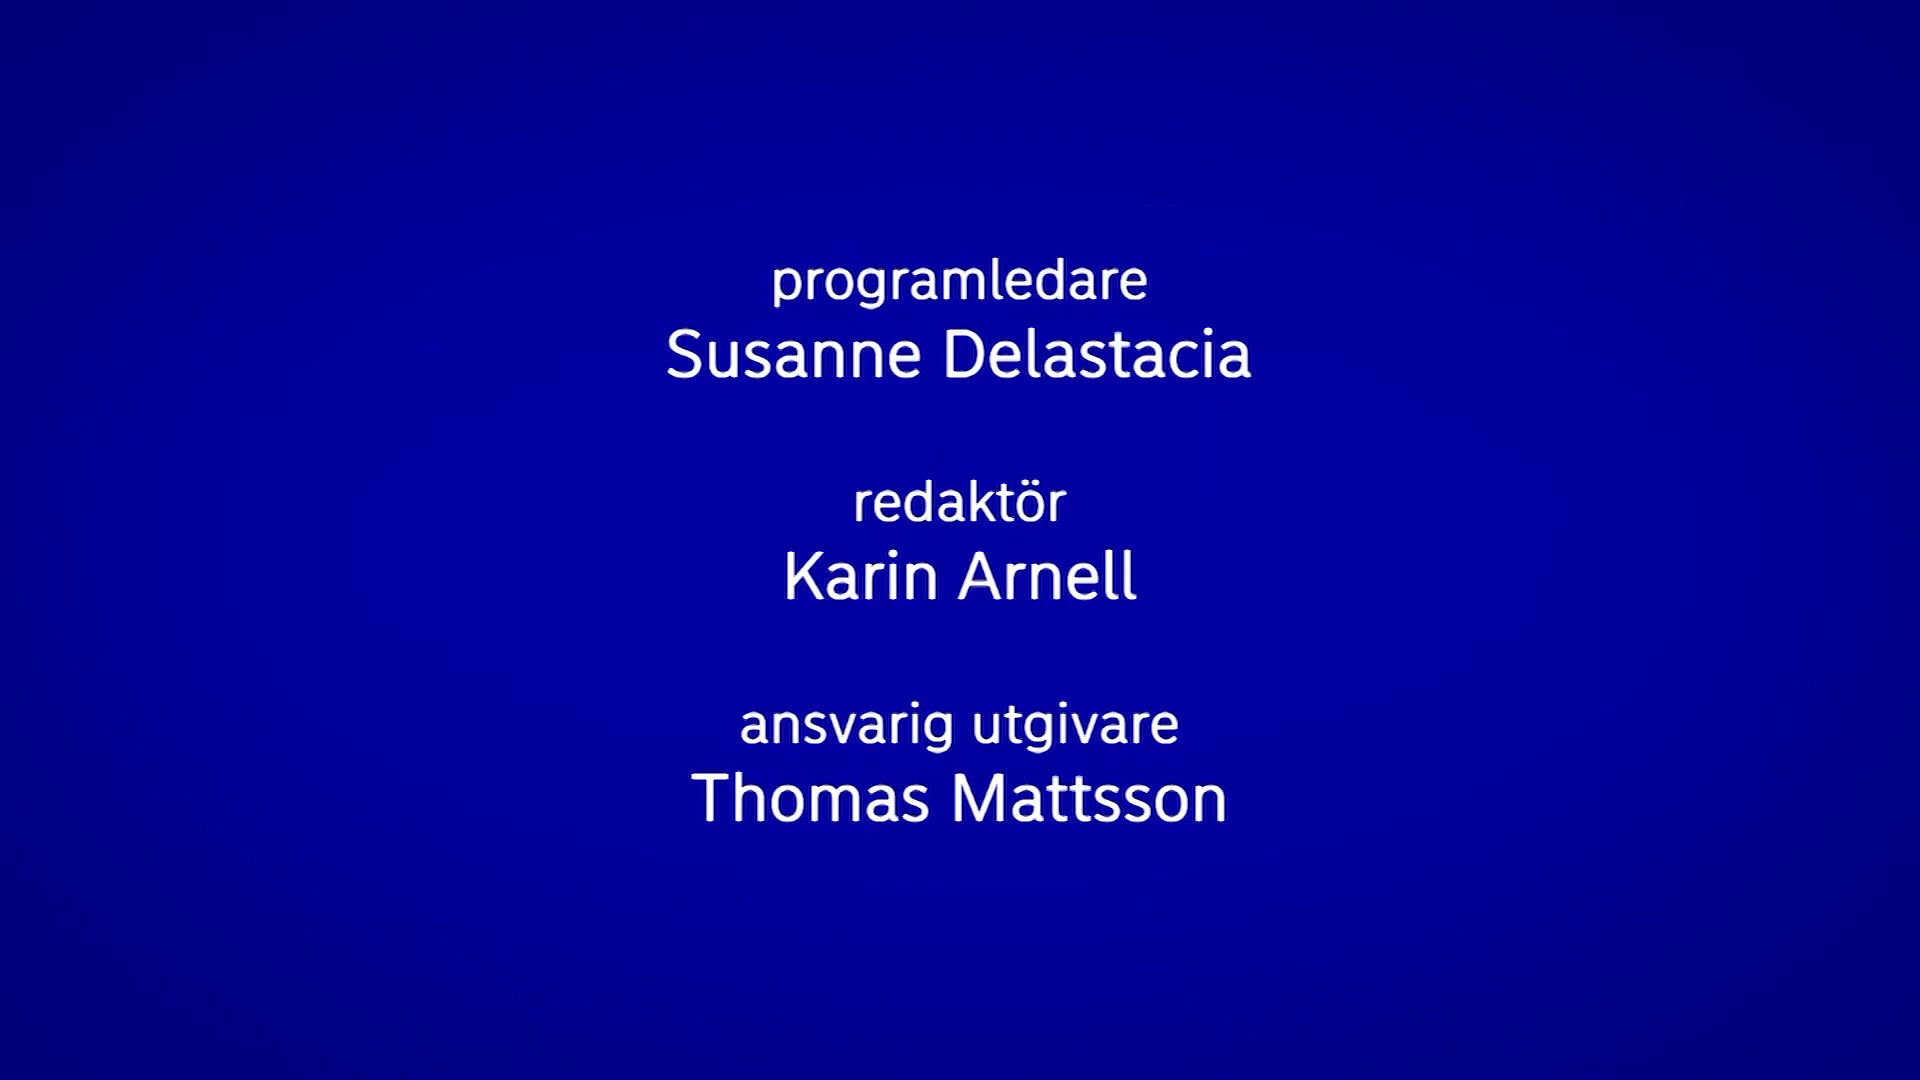 programledare
Susanne Delastacia
redaktör
Karin Arnell
ansvarig utgivare
Thomas Mattsson